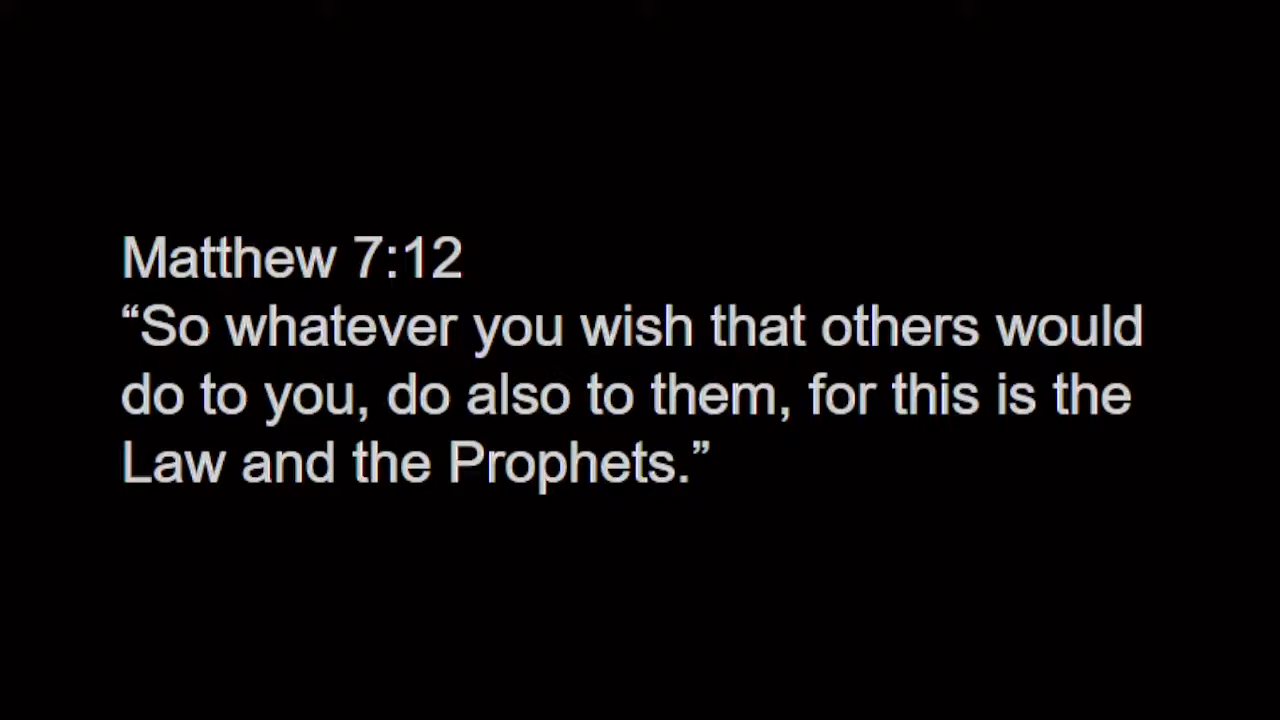 Matthew 7:12
“So whatever you wish that others would
do to you, do also to them, for this is the
Law and the Prophets.”